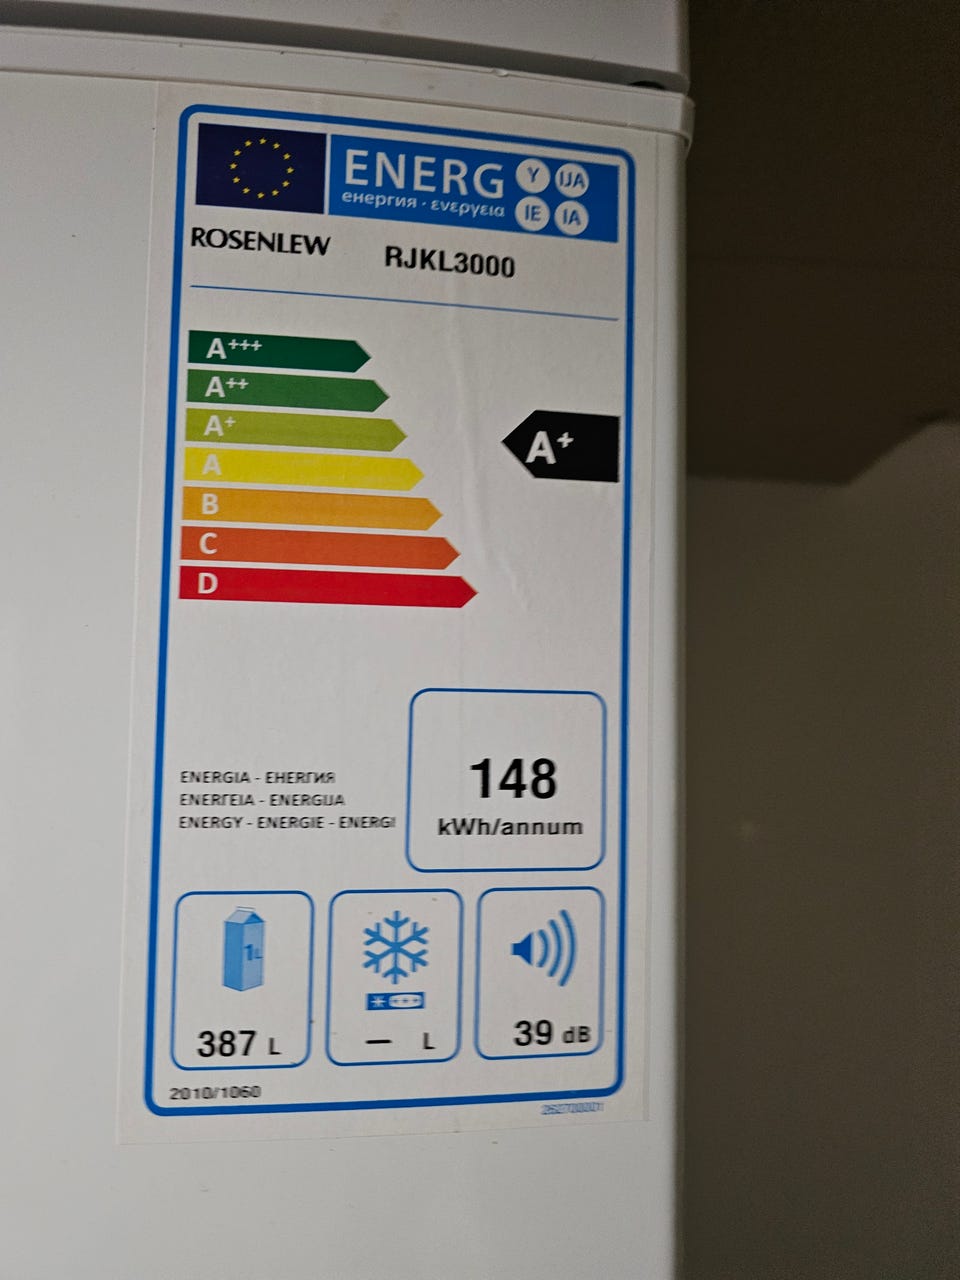 ENERG Y IJA
енергия · ενεργεια IE IA
ROSENLEW RJKL3000
A+++
A++
A+
A
B
C
D
A+
148
kWh/annum
ENERGIA - ЕНЕРГИЯ
ΕΝΕΡΓΕΙΑ - ENERGIJA
ENERGY - ENERGIE - ENERGI
1L
387 L
— L
39 dB
2010/1060